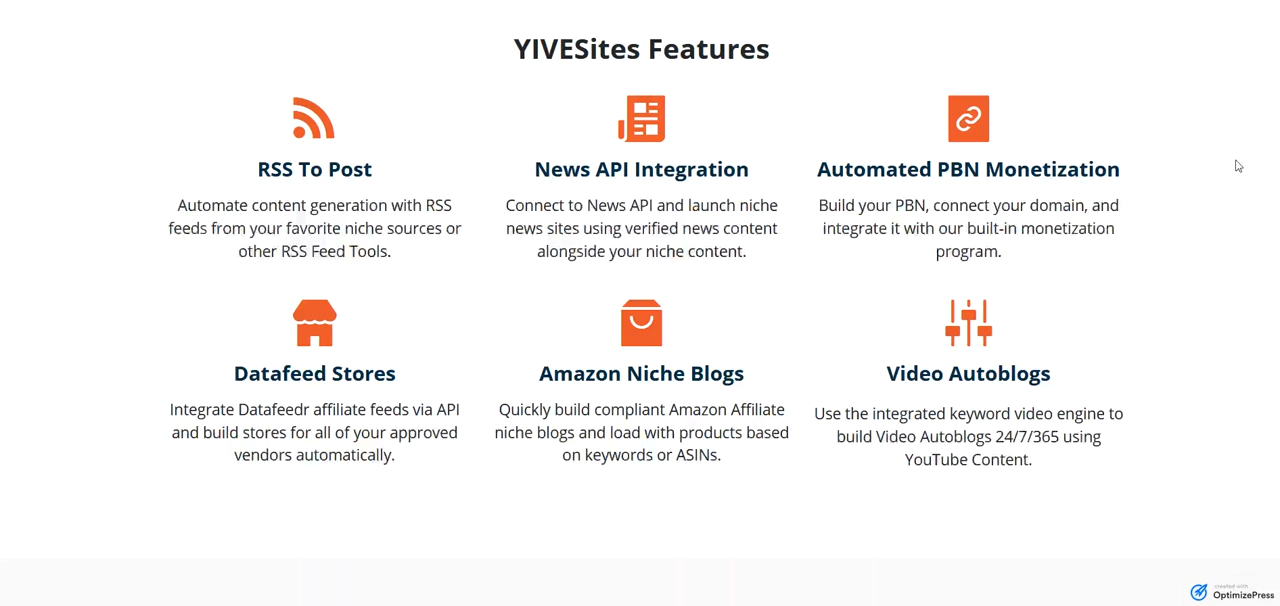 YIVESites Features
RSS To Post
Automate content generation with RSS
feeds from your favorite niche sources or
other RSS Feed Tools.
News API Integration
Connect to News API and launch niche
news sites using verified news content
alongside your niche content.
Automated PBN Monetization
Build your PBN, connect your domain, and
integrate it with our built-in monetization
program.
Datafeed Stores
Integrate Datafeedr affiliate feeds via API
and build stores for all of your approved
vendors automatically.
Amazon Niche Blogs
Quickly build compliant Amazon Affiliate
niche blogs and load with products based
on keywords or ASINs.
Video Autoblogs
Use the integrated keyword video engine to
build Video Autoblogs 24/7/365 using
YouTube Content.
created with
OptimizePress